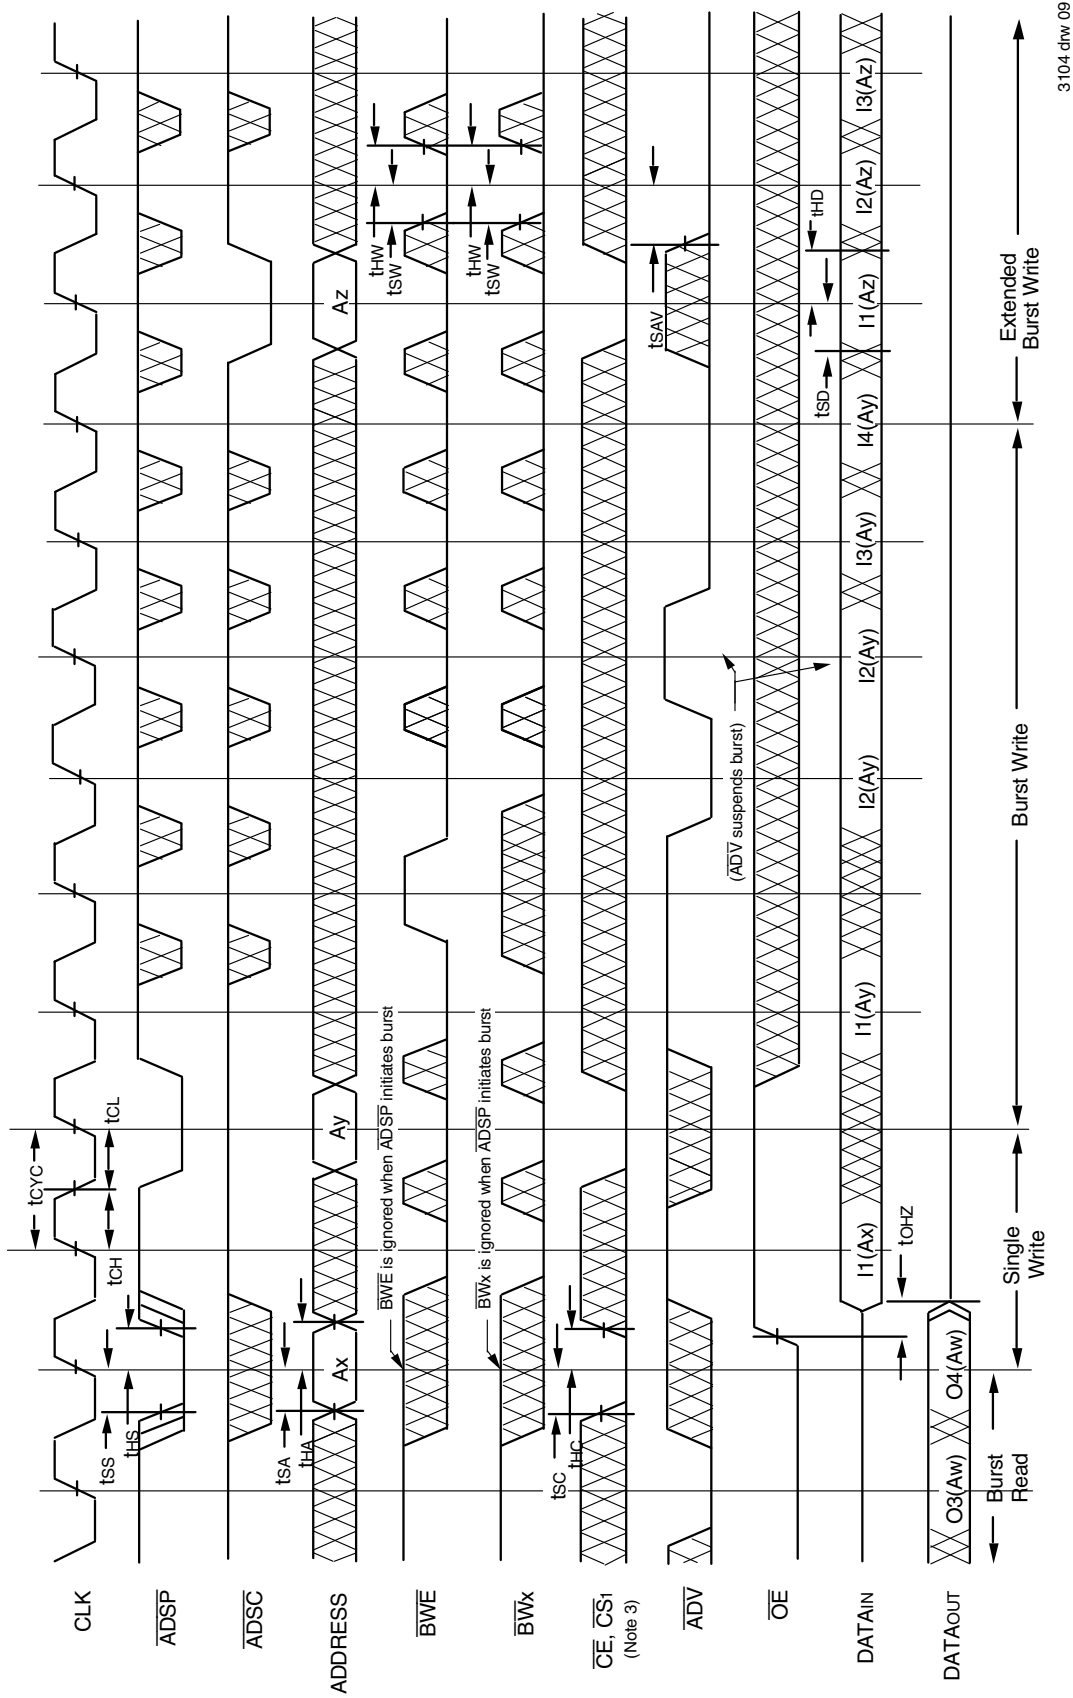 CLK
tCYC
tSS
tHS
tCH
tCL
ADSP
ADSC
tSA
tHA
ADDRESS
Ax
Ay
Az
BWE is ignored when ADSP initiates burst
BWE
tHW
tSW
BWx is ignored when ADSP initiates burst
BWx
tHW
tSW
tSC
tHC
CE, CS1
(Note 3)
tSAV
ADV
(ADV suspends burst)
OE
tSD
tHD
DATAIN
I1(Ax)
I1(Ay)
I2(Ay)
I2(Ay)
I3(Ay)
I4(Ay)
I1(Az)
I2(Az)
I3(Az)
tOHZ
DATAOUT
O3(Aw)
O4(Aw)
Burst
Read
Single
Write
Burst Write
Extended
Burst Write
3104 drw 09